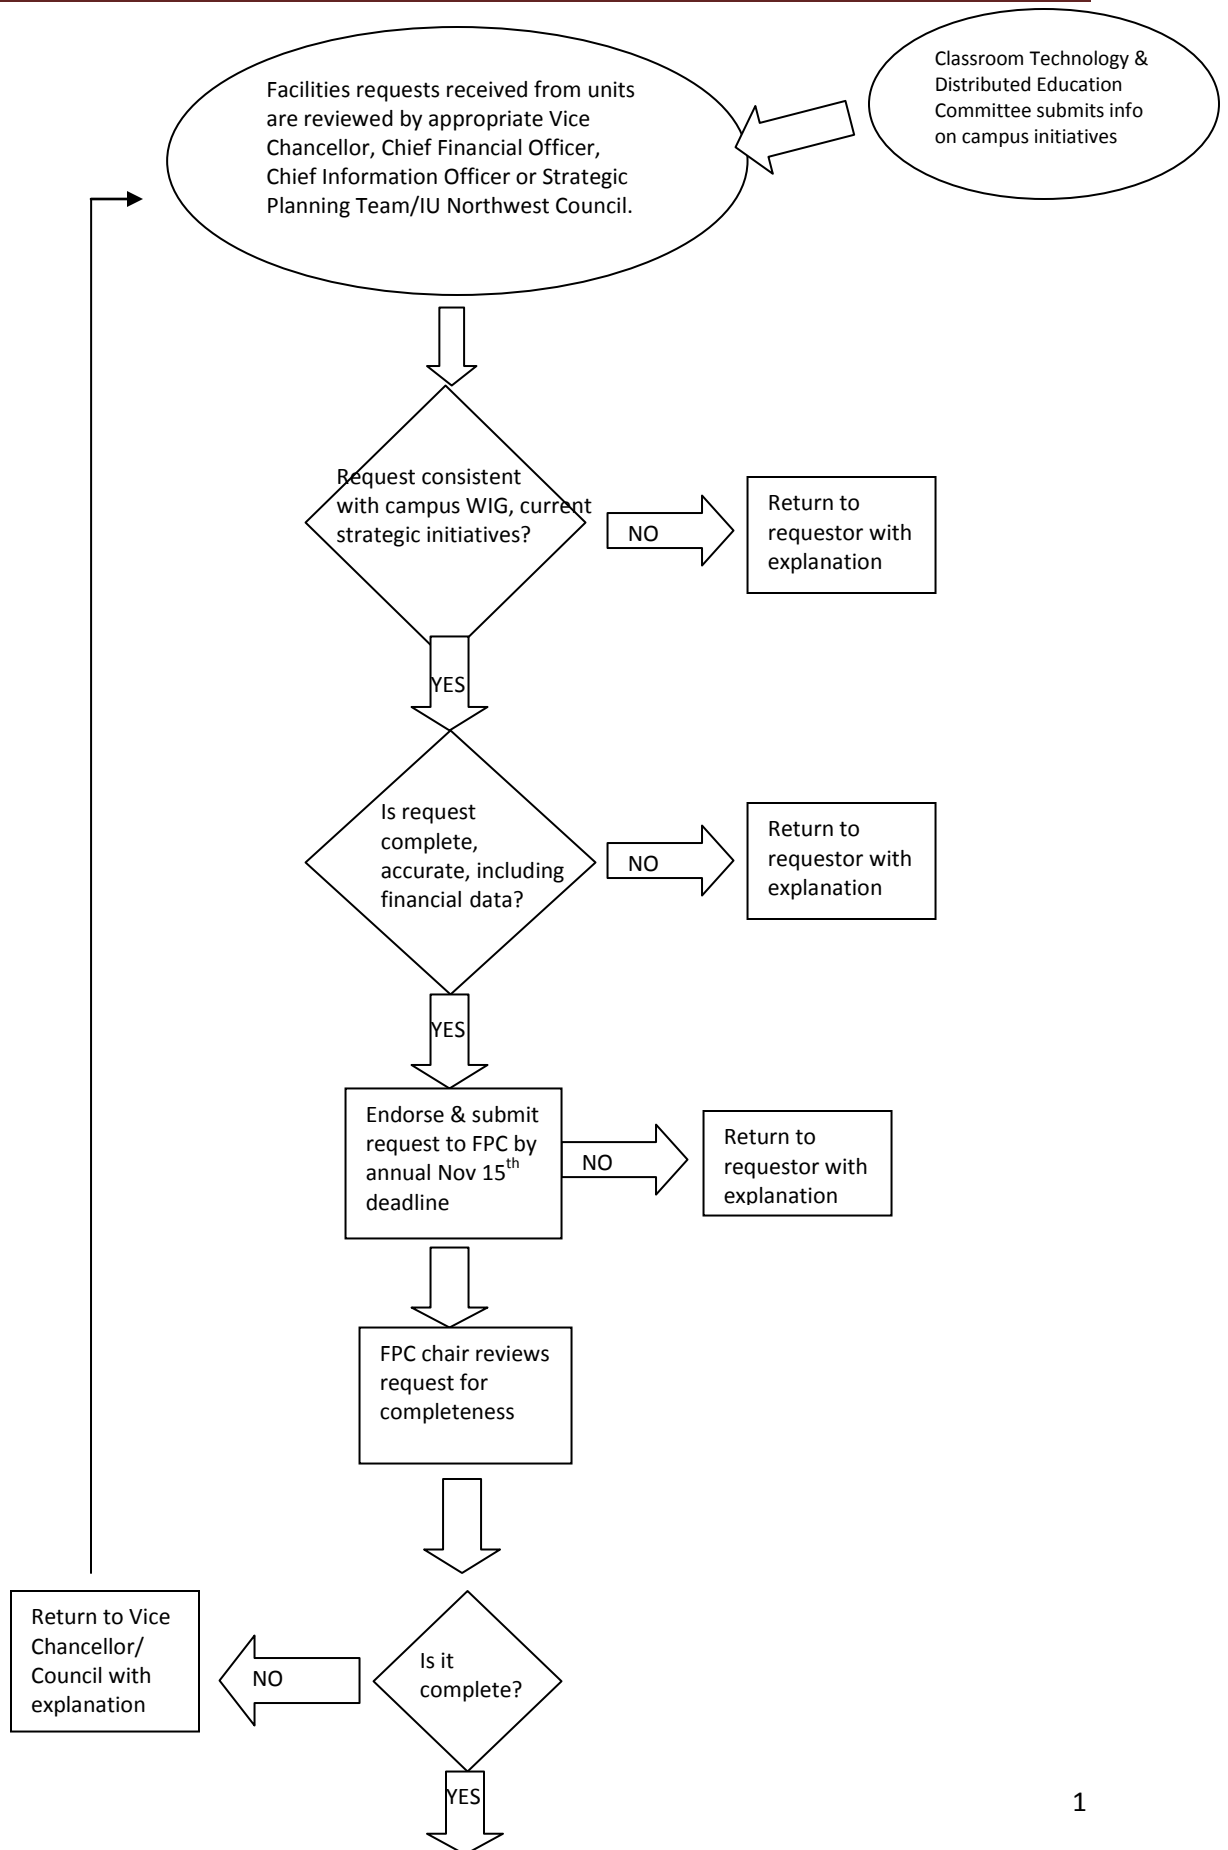 Classroom Technology &
Distributed Education
Committee submits info
on campus initiatives
Facilities requests received from units
are reviewed by appropriate Vice
Chancellor, Chief Financial Officer,
Chief Information Officer or Strategic
Planning Team/IU Northwest Council.
Request consistent
with campus WIG, current
strategic initiatives?
NO
Return to
requestor with
explanation
YES
Is request
complete,
accurate, including
financial data?
NO
Return to
requestor with
explanation
YES
Endorse & submit
request to FPC by
annual Nov 15th
deadline
NO
Return to
requestor with
explanation
FPC chair reviews
request for
completeness
Is it
complete?
NO
Return to Vice
Chancellor/
Council with
explanation
YES
1